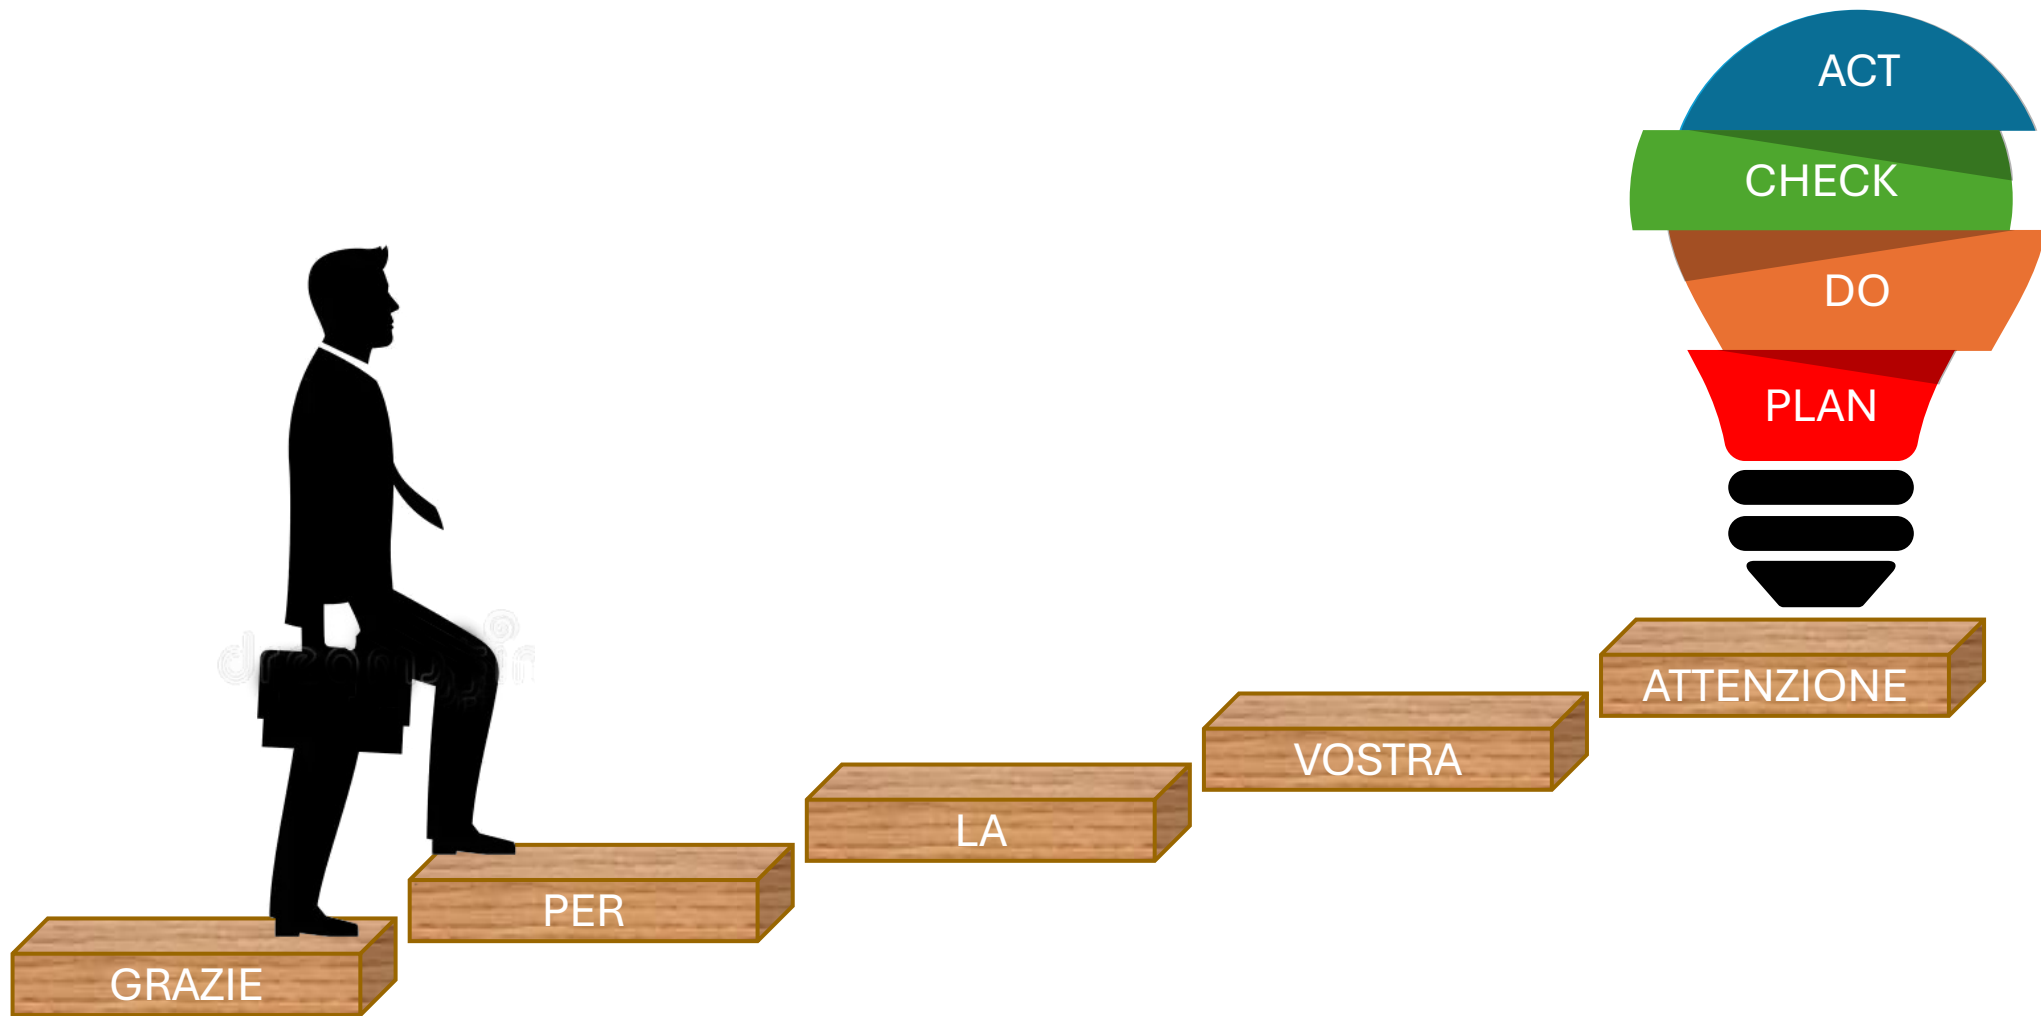 ACT
CHECK
DO
PLAN
GRAZIE
PER
LA
VOSTRA
ATTENZIONE